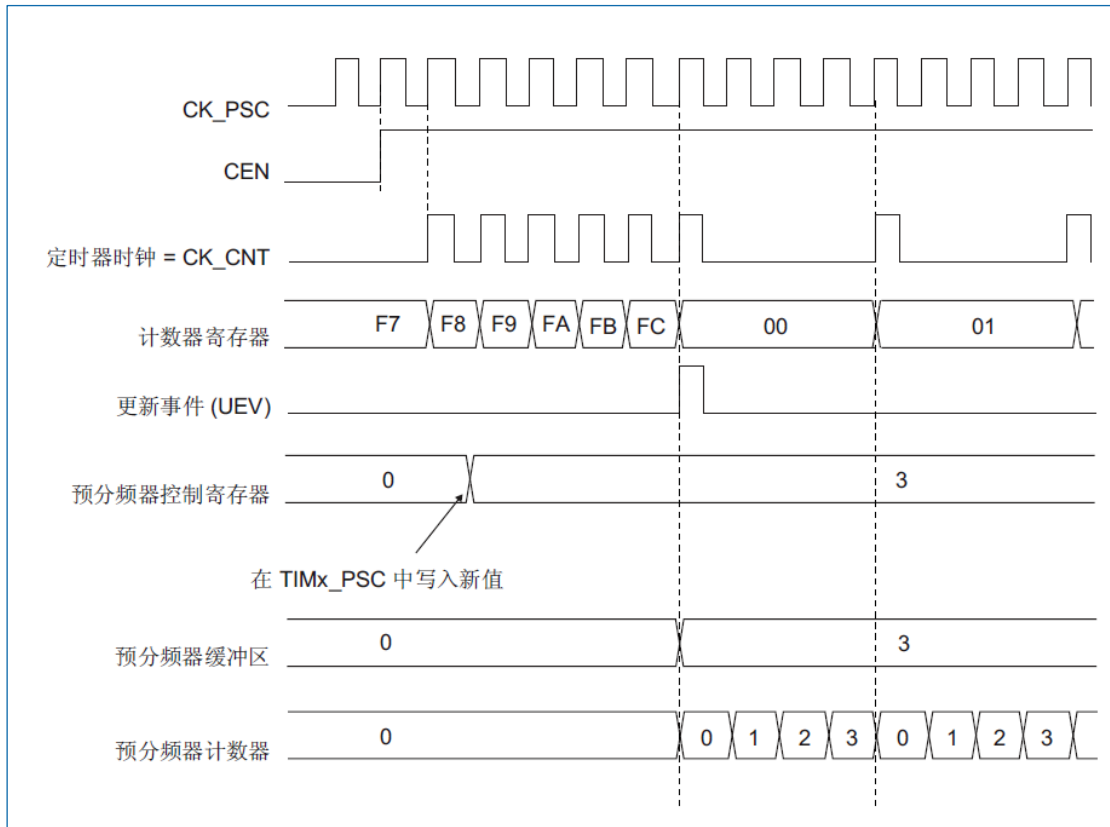 CK_PSC
CEN
定时器时钟 = CK_CNT
计数器寄存器 F7 F8 F9 FA FB FC 00 01
更新事件 (UEV)
预分频器控制寄存器 0 3
在 TIMx_PSC 中写入新值
预分频器缓冲区 0 3
预分频器计数器 0 0 1 2 3 0 1 2 3